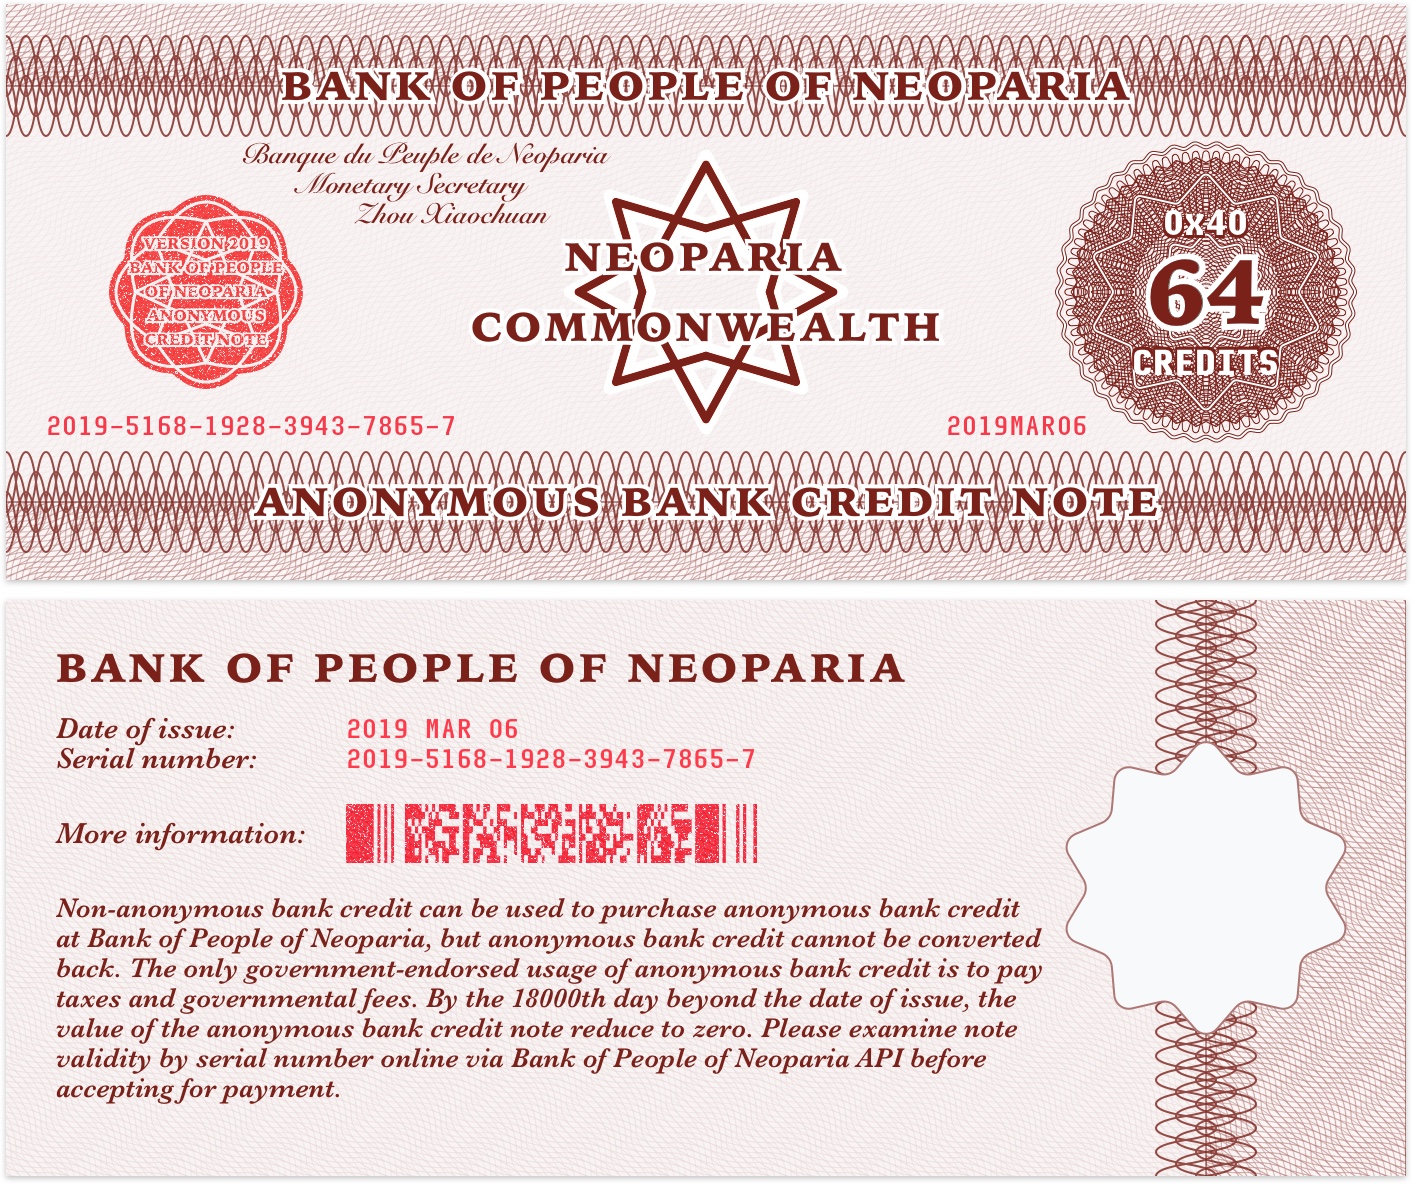 BANK OF PEOPLE OF NEOPARIA
Banque du Peuple de Neoparia
Monetary Secretary
Zhou Xiaochuan
VERSION 2019
BANK OF PEOPLE
OF NEOPARIA
ANONYMOUS
CREDIT NOTE
NEOPARIA
COMMONWEALTH
0x40
64
CREDITS
2019-5168-1928-3943-7865-7
2019MAR06
ANONYMOUS BANK CREDIT NOTE
BANK OF PEOPLE OF NEOPARIA
Date of issue: 2019 MAR 06
Serial number: 2019-5168-1928-3943-7865-7
More information:
Non-anonymous bank credit can be used to purchase anonymous bank credit
at Bank of People of Neoparia, but anonymous bank credit cannot be converted
back. The only government-endorsed usage of anonymous bank credit is to pay
taxes and governmental fees. By the 18000th day beyond the date of issue, the
value of the anonymous bank credit note reduce to zero. Please examine note
validity by serial number online via Bank of People of Neoparia API before
accepting for payment.